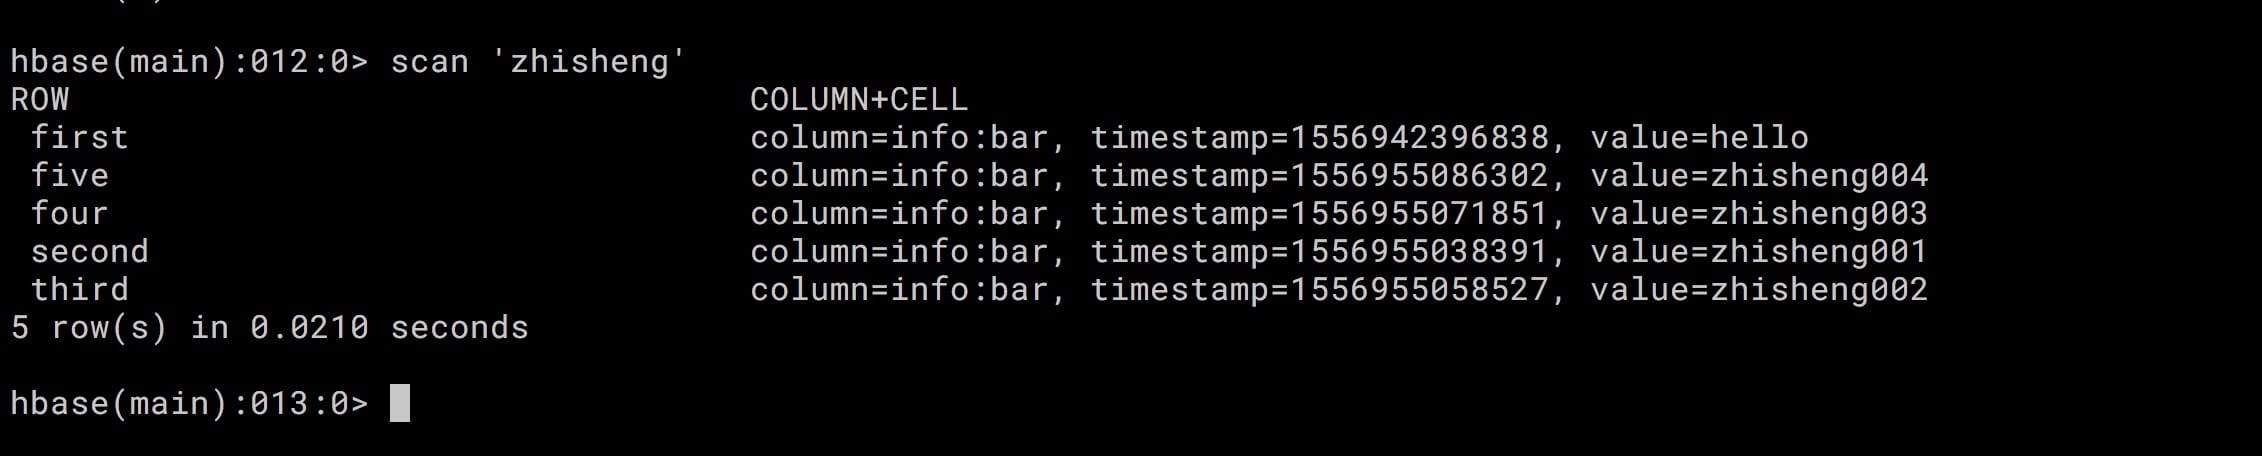 hbase(main):012:0> scan 'zhisheng'
ROW COLUMN+CELL
first column=info:bar, timestamp=1556942396838, value=hello
five column=info:bar, timestamp=1556955086302, value=zhisheng004
four column=info:bar, timestamp=1556955071851, value=zhisheng003
second column=info:bar, timestamp=1556955038391, value=zhisheng001
third column=info:bar, timestamp=1556955058527, value=zhisheng002
5 row(s) in 0.0210 seconds
hbase(main):013:0>